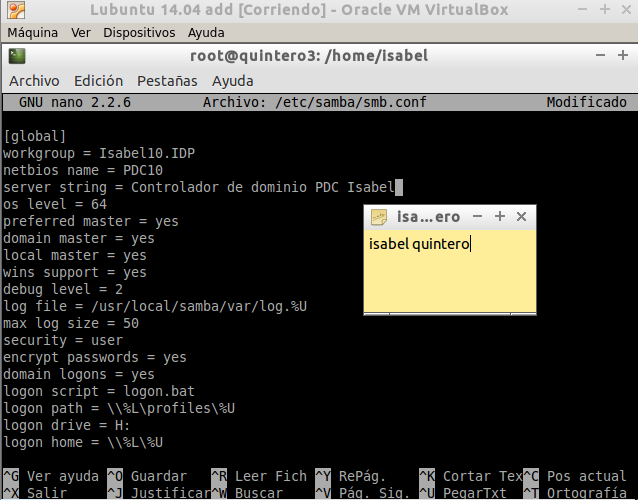 Lubuntu 14.04 add [Corriendo] - Oracle VM VirtualBox
Máquina Ver Dispositivos Ayuda
root@quintero3: /home/isabel
Archivo Edición Pestañas Ayuda
GNU nano 2.2.6 Archivo: /etc/samba/smb.conf Modificado
[global]
workgroup = Isabel10.IDP
netbios name = PDC10
server string = Controlador de dominio PDC Isabel
os level = 64
preferred master = yes
domain master = yes
local master = yes
wins support = yes
debug level = 2
log file = /usr/local/samba/var/log.%U
max log size = 50
security = user
encrypt passwords = yes
domain logons = yes
logon script = logon.bat
logon path = \\%L\profiles\%U
logon drive = H:
logon home = \\%L\%U
isa...ero
isabel quintero
^G Ver ayuda ^O Guardar ^R Leer Fich ^Y RePág. ^K Cortar Tex ^C Pos actual
^X Salir ^J Justificar ^W Buscar ^V Pág. Sig. ^U PegarTxt ^T Ortografía